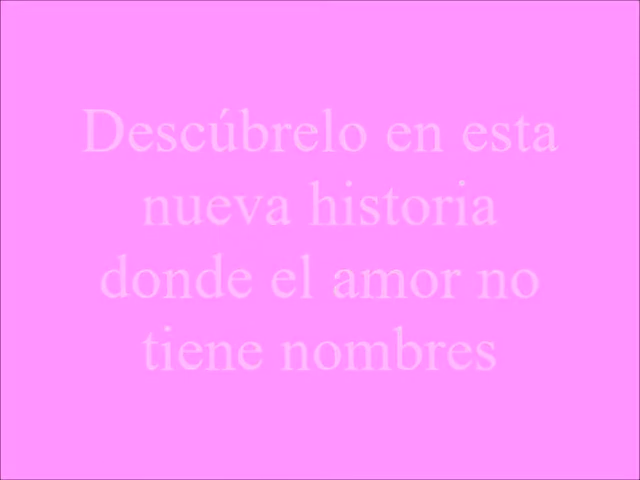 Descúbrelo en esta
nueva historia
donde el amor no
tiene nombres